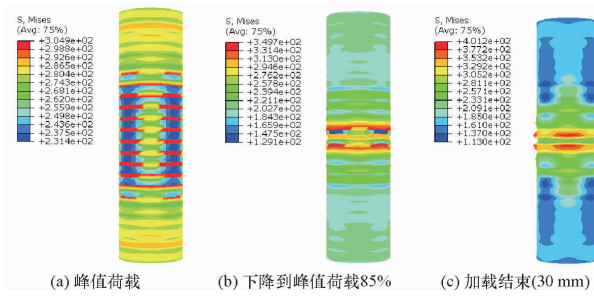 S, Mises
(Avg: 75%)
+3.049e+02
+2.988e+02
+2.926e+02
+2.865e+02
+2.804e+02
+2.743e+02
+2.681e+02
+2.620e+02
+2.559e+02
+2.498e+02
+2.436e+02
+2.375e+02
+2.314e+02
(a) 峰值荷载
S, Mises
(Avg: 75%)
+3.497e+02
+3.314e+02
+3.130e+02
+2.946e+02
+2.762e+02
+2.578e+02
+2.394e+02
+2.211e+02
+2.027e+02
+1.843e+02
+1.659e+02
+1.475e+02
+1.291e+02
(b) 下降到峰值荷载85%
S, Mises
(Avg: 75%)
+4.012e+02
+3.772e+02
+3.532e+02
+3.292e+02
+3.052e+02
+2.811e+02
+2.571e+02
+2.331e+02
+2.091e+02
+1.850e+02
+1.610e+02
+1.370e+02
+1.130e+02
(c) 加载结束(30 mm)